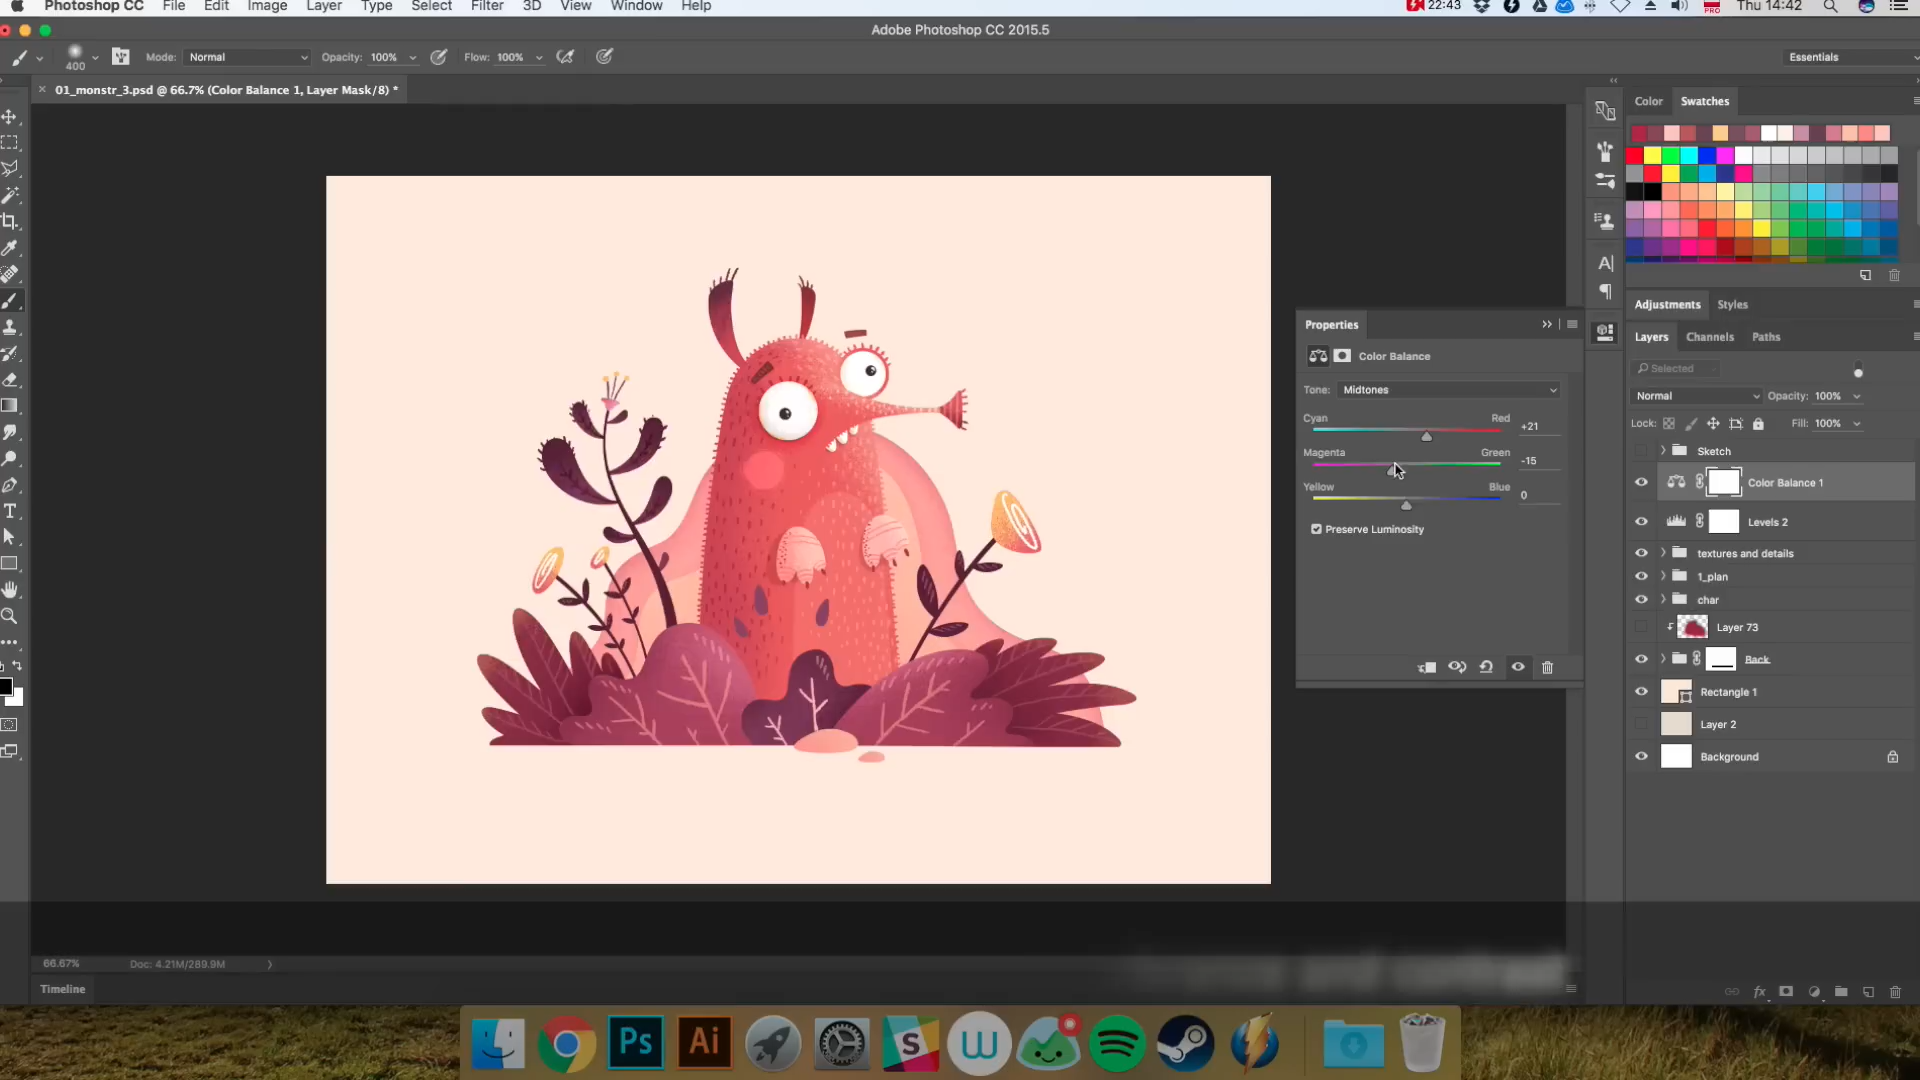 Photoshop CC File Edit Image Layer Type Select Filter 3D View Window Help 22:43 PRO Thu 14:42
Adobe Photoshop CC 2015.5
400 Mode: Normal Opacity: 100% Flow: 100% Essentials
× 01_monstr_3.psd @ 66.7% (Color Balance 1, Layer Mask/8) *
Color Swatches
Adjustments Styles
Properties
Layers Channels Paths
Color Balance
Selected
Tone: Midtones
Normal Opacity: 100%
Cyan Red +21
Lock: Fill: 100%
Magenta Green -15
Sketch
Color Balance 1
Yellow Blue 0
Levels 2
Preserve Luminosity
textures and details
1_plan
char
Layer 73
Back
Rectangle 1
Layer 2
Background
66.67% Doc: 4.21M/289.9M
and contrast
Timeline
fx
Ps Ai S W